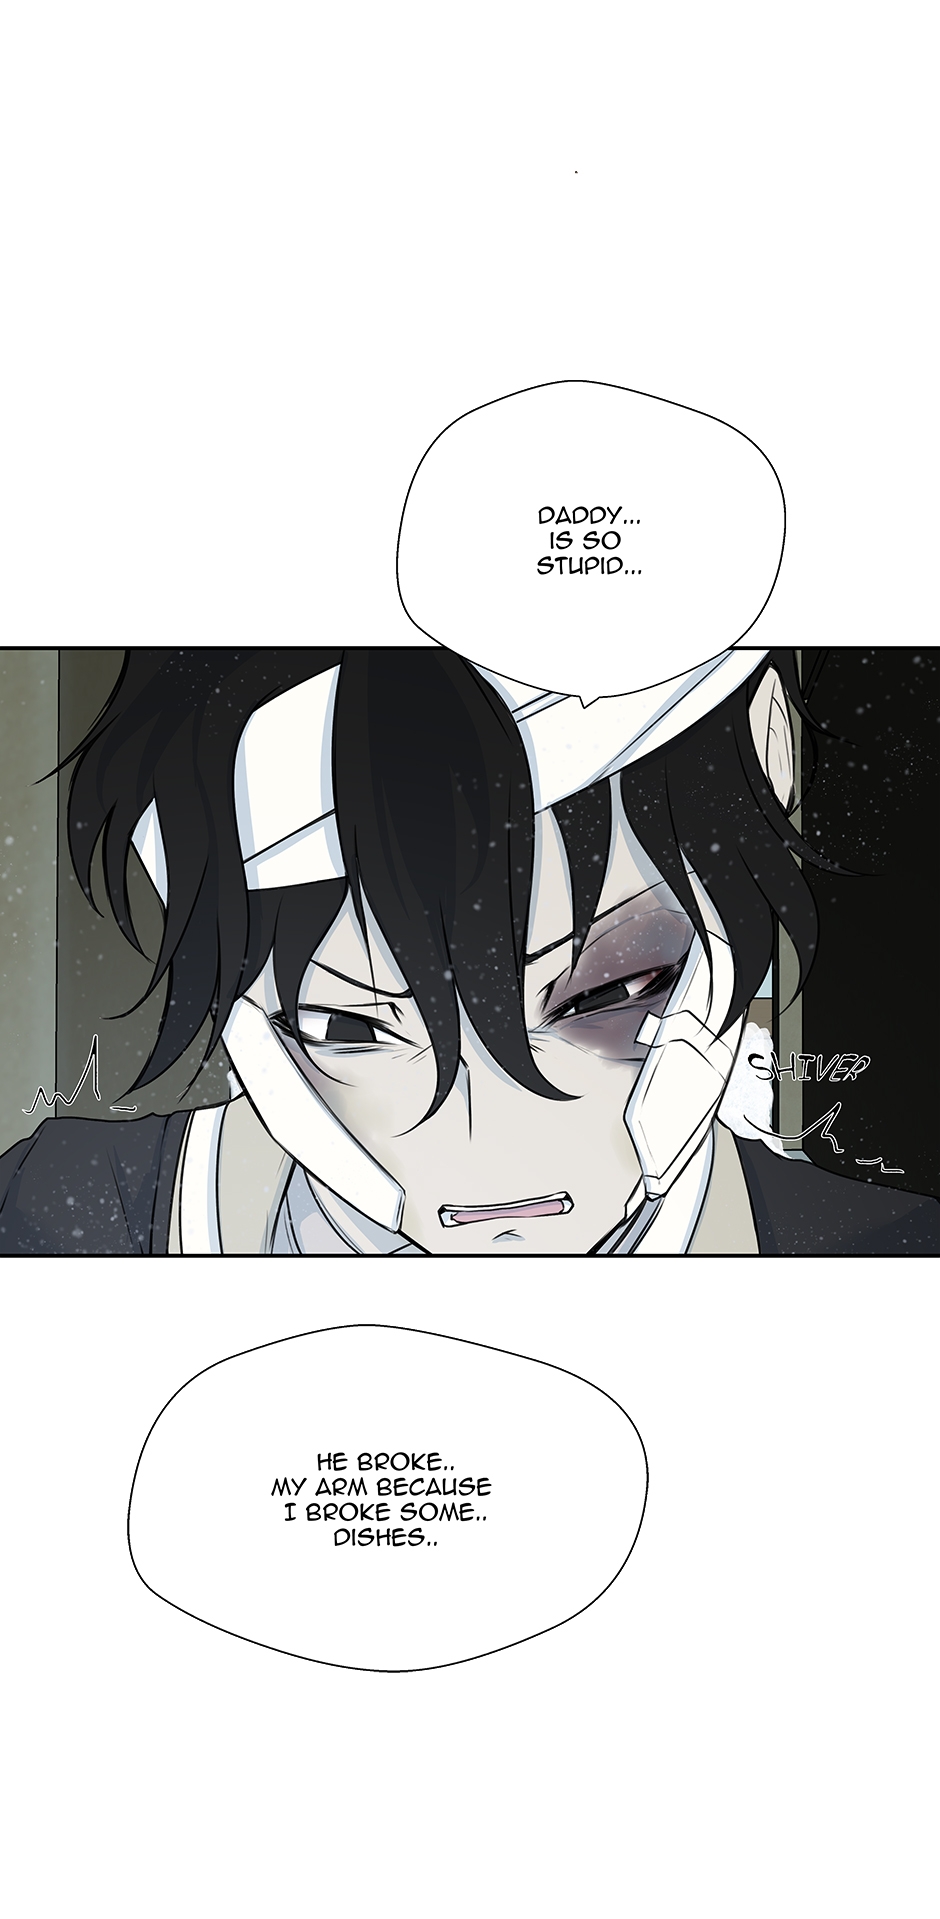 DADDY...
IS SO
STUPID...
SHIVER
HE BROKE..
MY ARM BECAUSE
I BROKE SOME..
DISHES..